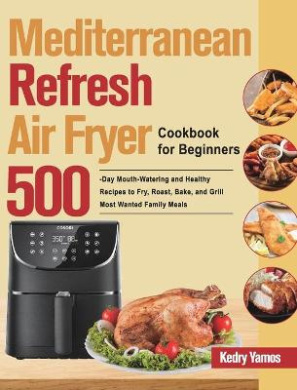 Mediterranean
Refresh
Air Fryer
Cookbook
for Beginners
500
-Day Mouth-Watering and Healthy
Recipes to Fry, Roast, Bake, and Grill
Most Wanted Family Meals
COSORI
Kedry Yamos